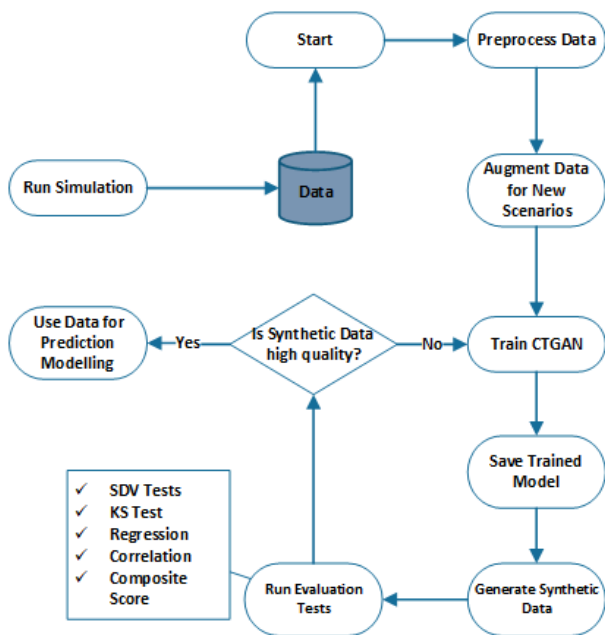 Start
Preprocess Data
Run Simulation
Data
Augment Data
for New
Scenarios
Use Data for
Prediction
Modelling
Yes
Is Synthetic Data
high quality?
No
Train CTGAN
Save Trained
Model
✓ SDV Tests
✓ KS Test
✓ Regression
✓ Correlation
✓ Composite
Score
Run Evaluation
Tests
Generate Synthetic
Data